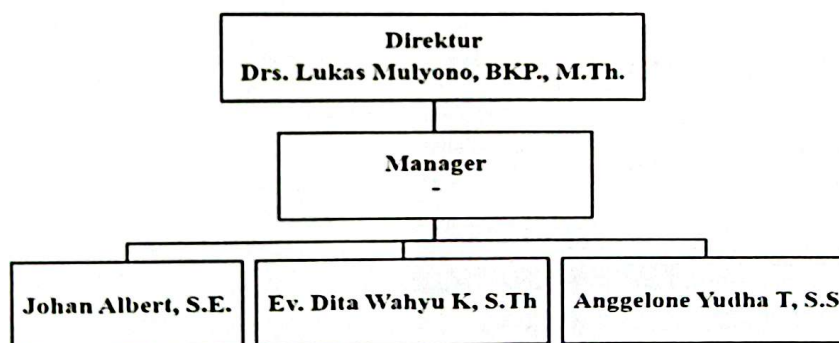 Direktur
Drs. Lukas Mulyono, BKP., M.Th.
Manager
-
Johan Albert, S.E.
Ev. Dita Wahyu K, S.Th
Anggelone Yudha T, S.S